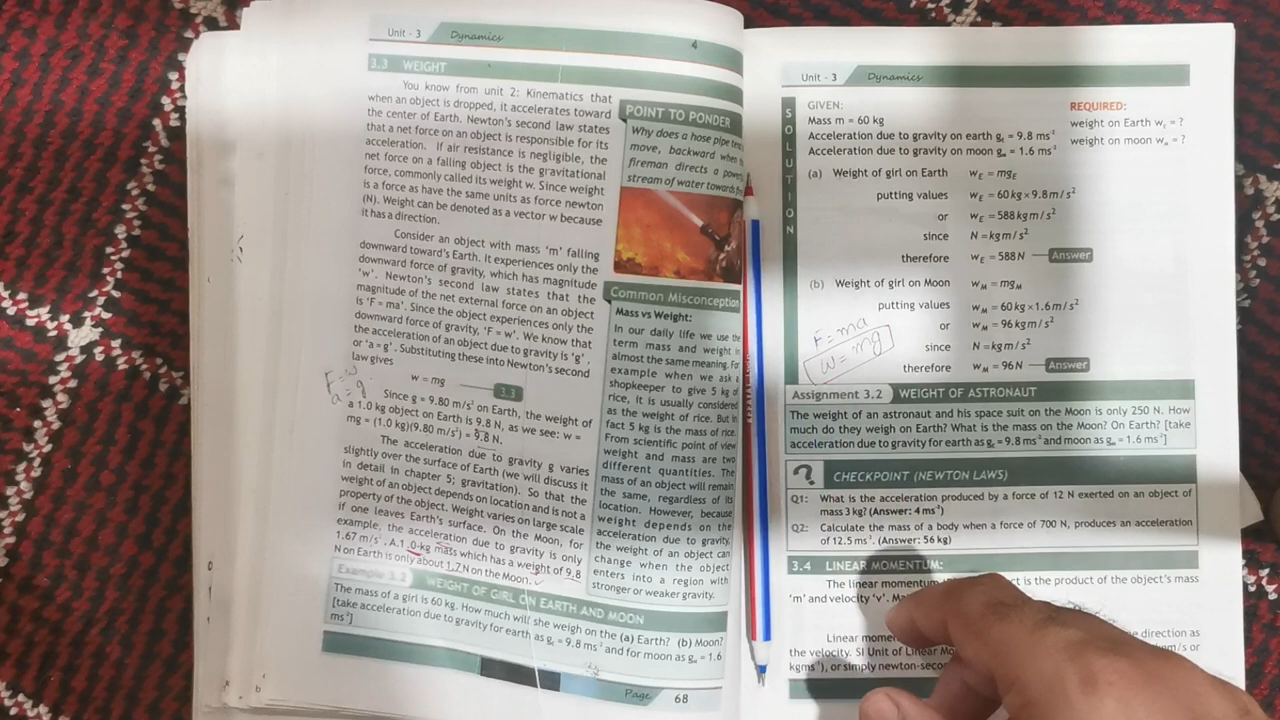 Unit - 3
Dynamics
4
3.3 WEIGHT
You know from unit 2: Kinematics that
when an object is dropped, it accelerates toward
the center of Earth. Newton's second law states
that a net force on an object is responsible for its
acceleration. If air resistance is negligible, the
net force on a falling object is the gravitational
force, commonly called its weight w. Since weight
is a force as have the same units as force newton
(N). Weight can be denoted as a vector w because
it has a direction.
Consider an object with mass 'm' falling
downward toward's Earth. It experiences only the
downward force of gravity, which has magnitude
'w'. Newton's second law states that the
magnitude of the net external force on an object
is 'F = ma'. Since the object experiences only the
downward force of gravity, 'F = w'. We know that
the acceleration of an object due to gravity is 'g',
or 'a = g'. Substituting these into Newton's second
law gives
w = mg 3.3
F = w
a = g
Since g = 9.80 m/s² on Earth, the weight of
a 1.0 kg object on Earth is 9.8 N, as we see: w =
mg = (1.0 kg)(9.80 m/s²) = 9.8 N.
The acceleration due to gravity g varies
slightly over the surface of Earth (we will discuss it
in detail in chapter 5; gravitation). So that the
weight of an object depends on location and is not a
property of the object. Weight varies on large scale
if one leaves Earth's surface. On the Moon, for
example, the acceleration due to gravity is only
1.67 m/s². A.1.0-kg mass which has a weight of 9.8
N on Earth is only about 1.7 N on the Moon.
POINT TO PONDER
Why does a hose pipe
move, backward when
fireman directs a
stream of water towards
Common Misconception
Mass vs Weight:
In our daily life we use the
term mass and weight in
almost the same meaning. For
example when we ask a
shopkeeper to give 5 kg of
rice, it is usually considered
as the weight of rice. But in
fact 5 kg is the mass of rice.
From scientific point of view
weight and mass are two
different quantities. The
mass of an object will remain
the same, regardless of its
location. However, because
weight depends on the
acceleration due to gravity,
the weight of an object can
change when the object
enters into a region with
stronger or weaker gravity.
Example 3.2 WEIGHT OF GIRL ON EARTH AND MOON
The mass of a girl is 60 kg. How much will she weigh on the (a) Earth? (b) Moon?
[take acceleration due to gravity for earth as gₑ = 9.8 ms⁻² and for moon as gₘ = 1.6
ms⁻²]
Page 68
Unit - 3
Dynamics
SOLUTION
GIVEN:
Mass m = 60 kg
Acceleration due to gravity on earth gₑ = 9.8 ms⁻²
Acceleration due to gravity on moon gₘ = 1.6 ms⁻²
REQUIRED:
weight on Earth wₑ = ?
weight on moon wₘ = ?
(a) Weight of girl on Earth w_E = mg_E
putting values w_E = 60 kg × 9.8 m/s²
or w_E = 588 kg m/s²
since N = kg m/s²
therefore w_E = 588 N Answer
(b) Weight of girl on Moon w_M = mg_M
putting values w_M = 60 kg × 1.6 m/s²
or w_M = 96 kg m/s²
since N = kg m/s²
therefore w_M = 96 N Answer
F = ma
w = mg
Assignment 3.2 WEIGHT OF ASTRONAUT
The weight of an astronaut and his space suit on the Moon is only 250 N. How
much do they weigh on Earth? What is the mass on the Moon? On Earth? [take
acceleration due to gravity for earth as gₑ = 9.8 ms⁻² and moon as gₘ = 1.6 ms⁻²]
? CHECKPOINT (NEWTON LAWS)
Q1: What is the acceleration produced by a force of 12 N exerted on an object of
mass 3 kg? (Answer: 4 ms⁻²)
Q2: Calculate the mass of a body when a force of 700 N, produces an acceleration
of 12.5 ms⁻². (Answer: 56 kg)
3.4 LINEAR MOMENTUM:
The linear momentum is the product of the object's mass
'm' and velocity 'v'.
Linear direction as
the velocity. SI Unit of Linear m/s or
kgms⁻¹), or simply